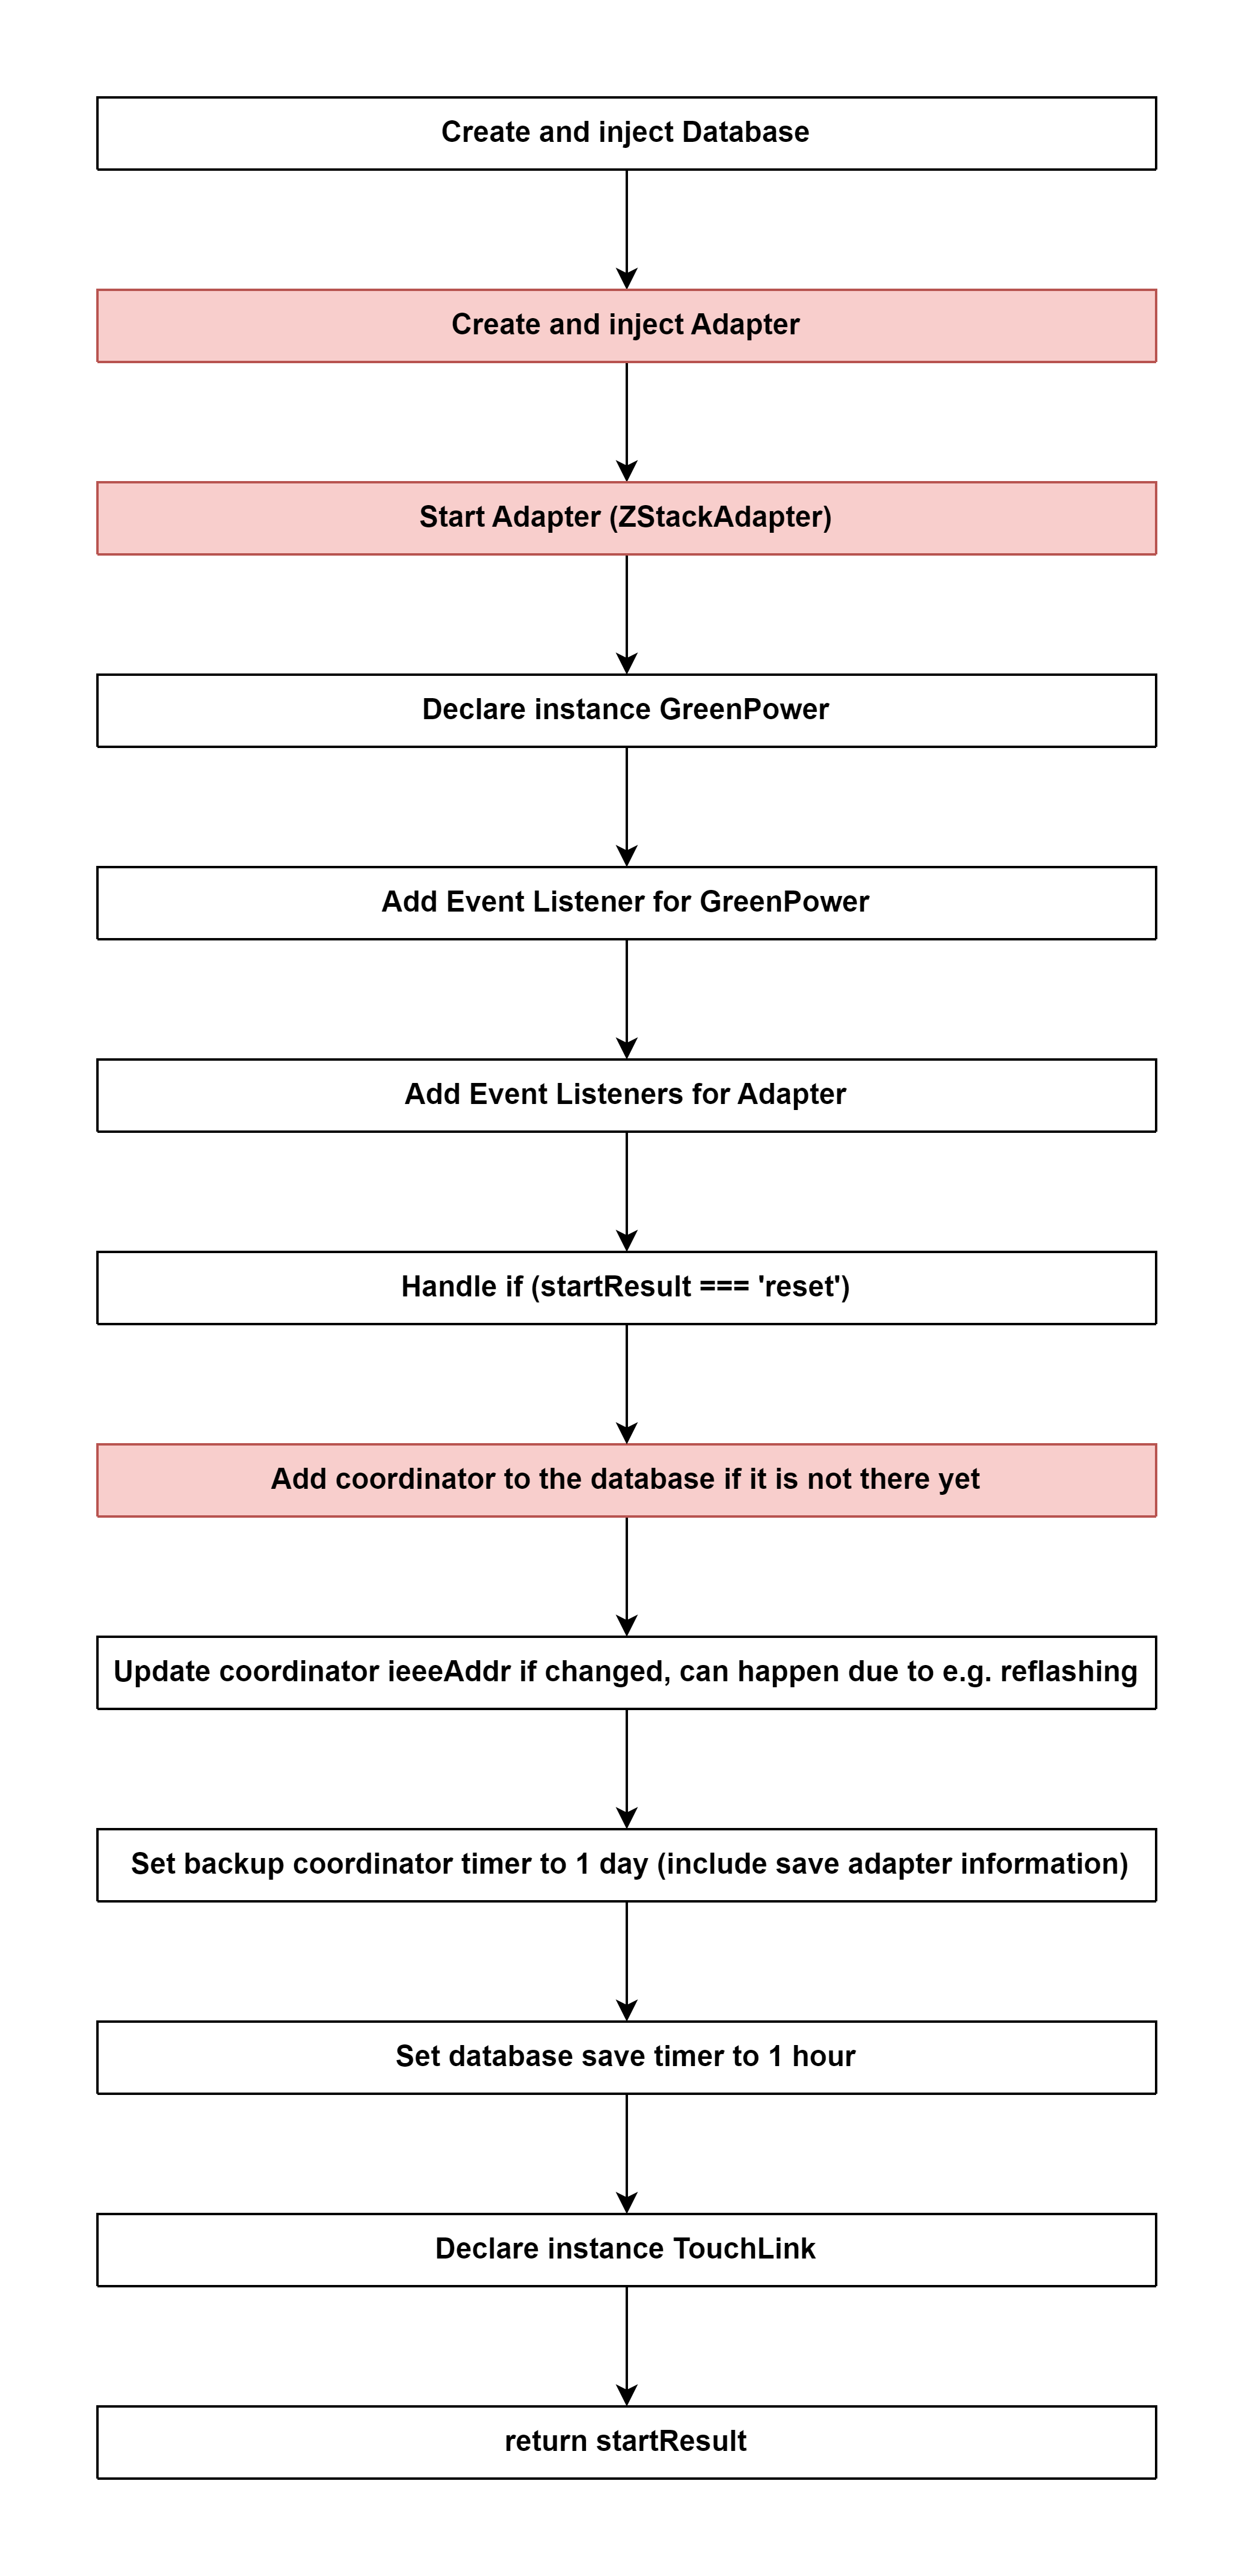 Create and inject Database
Create and inject Adapter
Start Adapter (ZStackAdapter)
Declare instance GreenPower
Add Event Listener for GreenPower
Add Event Listeners for Adapter
Handle if (startResult === 'reset')
Add coordinator to the database if it is not there yet
Update coordinator ieeeAddr if changed, can happen due to e.g. reflashing
Set backup coordinator timer to 1 day (include save adapter information)
Set database save timer to 1 hour
Declare instance TouchLink
return startResult